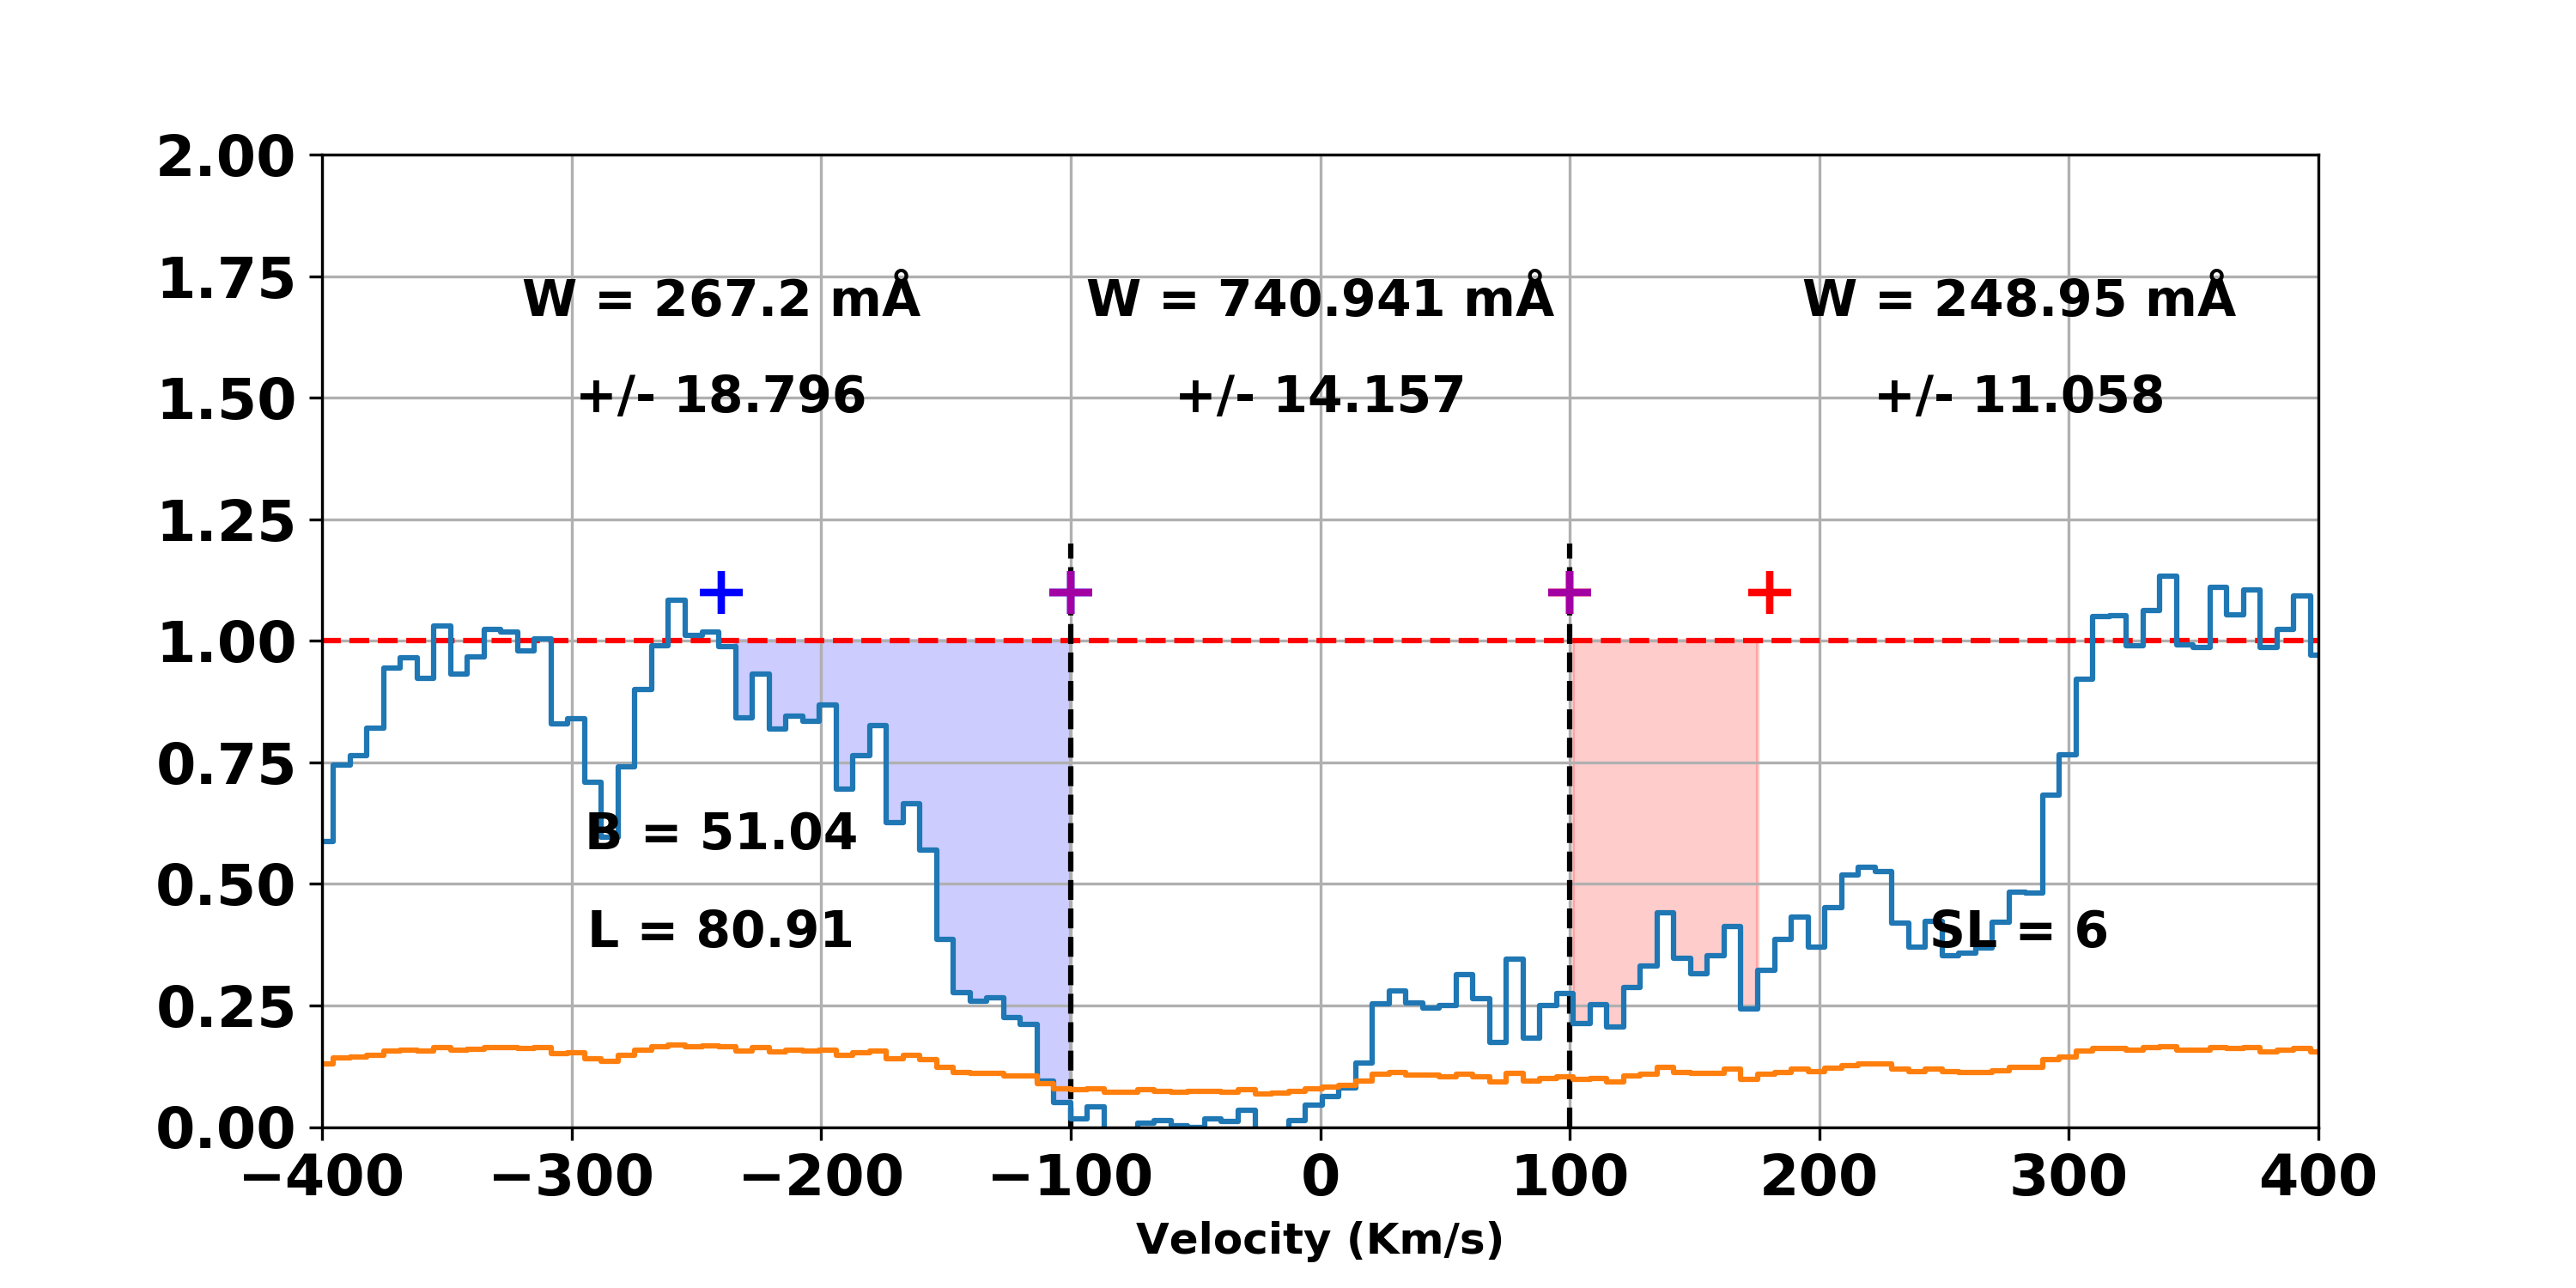 2.00
1.75
1.50
1.25
1.00
0.75
0.50
0.25
0.00
W = 267.2 mÅ
+/- 18.796
W = 740.941 mÅ
+/- 14.157
W = 248.95 mÅ
+/- 11.058
B = 51.04
L = 80.91
SL = 6
−400 −300 −200 −100 0 100 200 300 400
Velocity (Km/s)